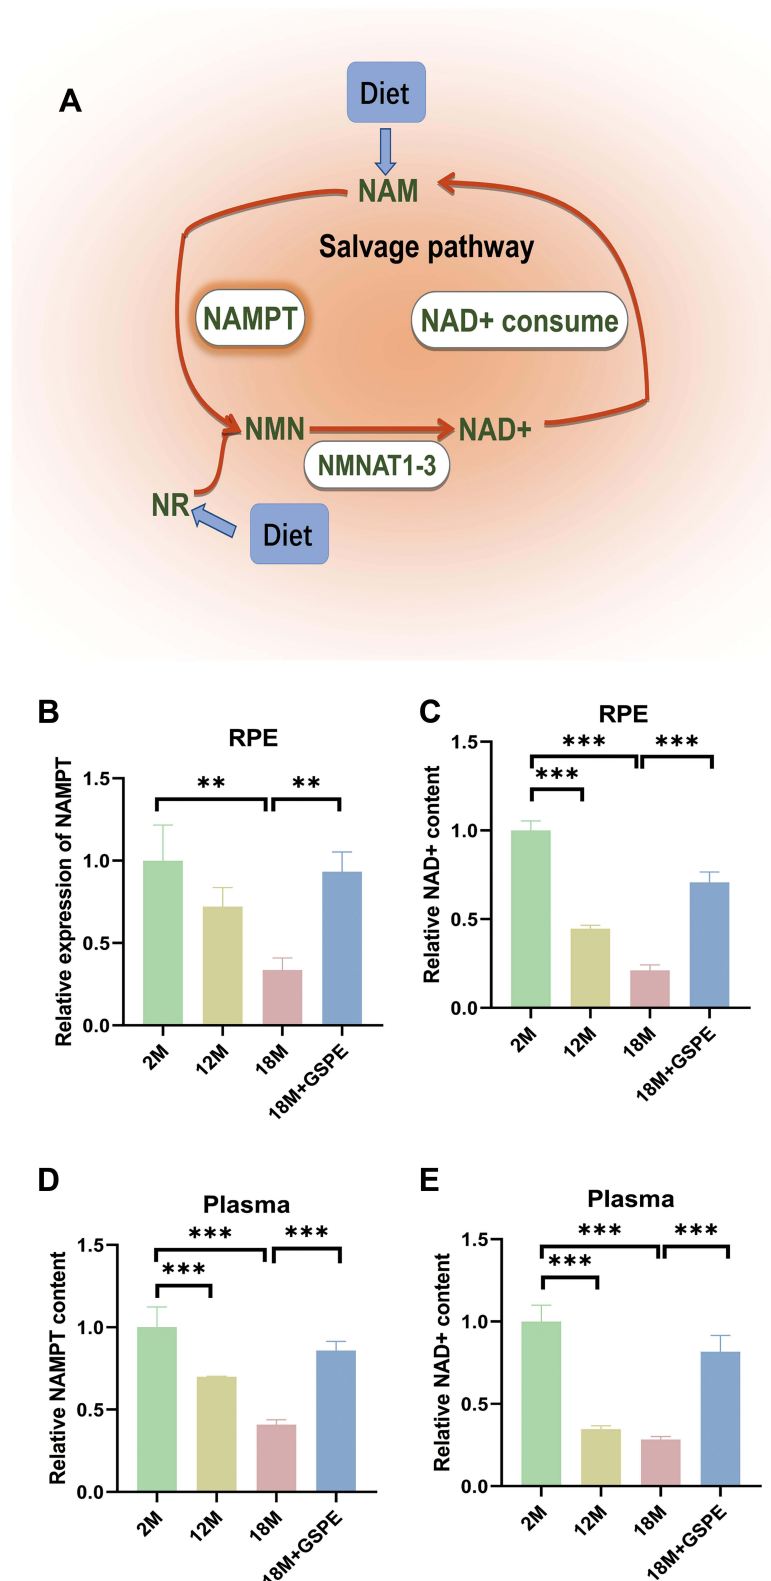 A
Diet
NAM
Salvage pathway
NAMPT
NAD+ consume
NMN
NAD+
NMNAT1-3
NR
Diet
B
RPE
Relative expression of NAMPT
1.5
1.0
0.5
0.0
**
**
2M
12M
18M
18M+GSPE
C
RPE
Relative NAD+ content
1.5
1.0
0.5
0.0
***
***
***
2M
12M
18M
18M+GSPE
D
Plasma
Relative NAMPT content
1.5
1.0
0.5
0.0
***
***
***
2M
12M
18M
18M+GSPE
E
Plasma
Relative NAD+ content
1.5
1.0
0.5
0.0
***
***
***
2M
12M
18M
18M+GSPE